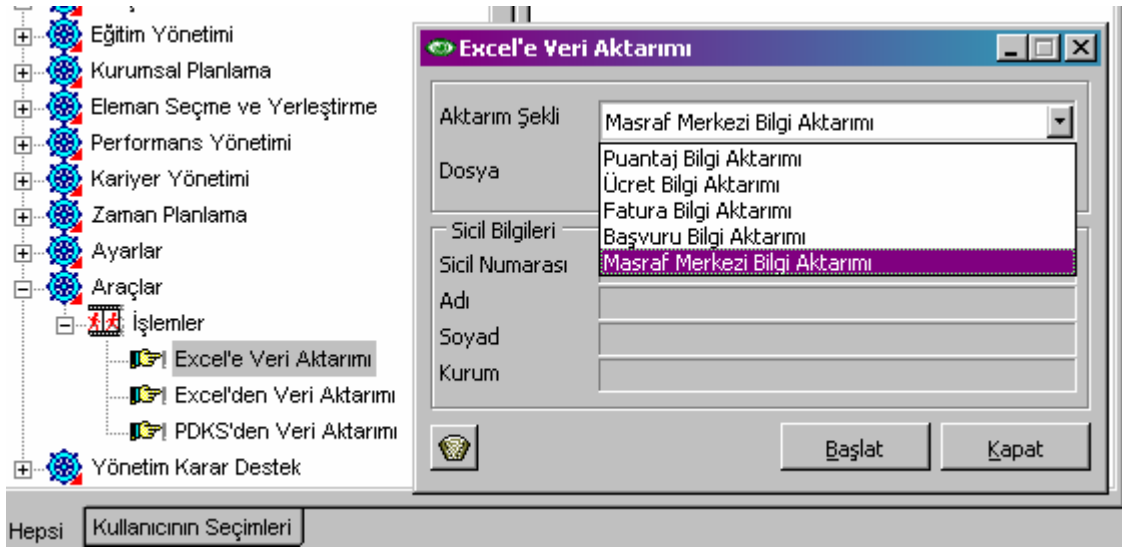 Eğitim Yönetimi
Kurumsal Planlama
Eleman Seçme ve Yerleştirme
Performans Yönetimi
Kariyer Yönetimi
Zaman Planlama
Ayarlar
Araçlar
İşlemler
Excel'e Veri Aktarımı
Excel'den Veri Aktarımı
PDKS'den Veri Aktarımı
Yönetim Karar Destek
Hepsi
Kullanıcının Seçimleri
Excel'e Veri Aktarımı
Aktarım Şekli
Masraf Merkezi Bilgi Aktarımı
Puantaj Bilgi Aktarımı
Ücret Bilgi Aktarımı
Fatura Bilgi Aktarımı
Başvuru Bilgi Aktarımı
Masraf Merkezi Bilgi Aktarımı
Dosya
Sicil Bilgileri
Sicil Numarası
Adı
Soyad
Kurum
Başlat
Kapat